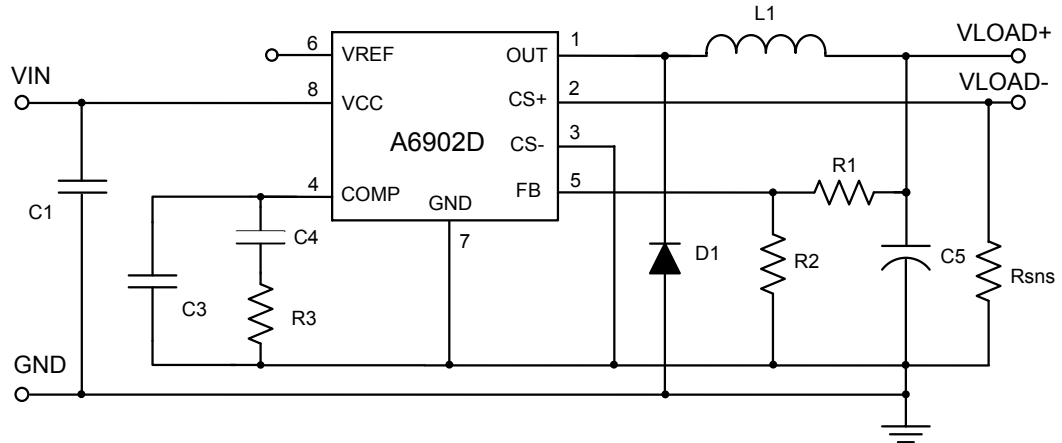 L1
VLOAD+
1
6
VREF
OUT
VIN
VLOAD-
2
8
VCC
CS+
3
A6902D
CS-
R1
4
COMP
5
FB
GND
C1
C4
7
D1
R2
C5
Rsns
C3
R3
GND